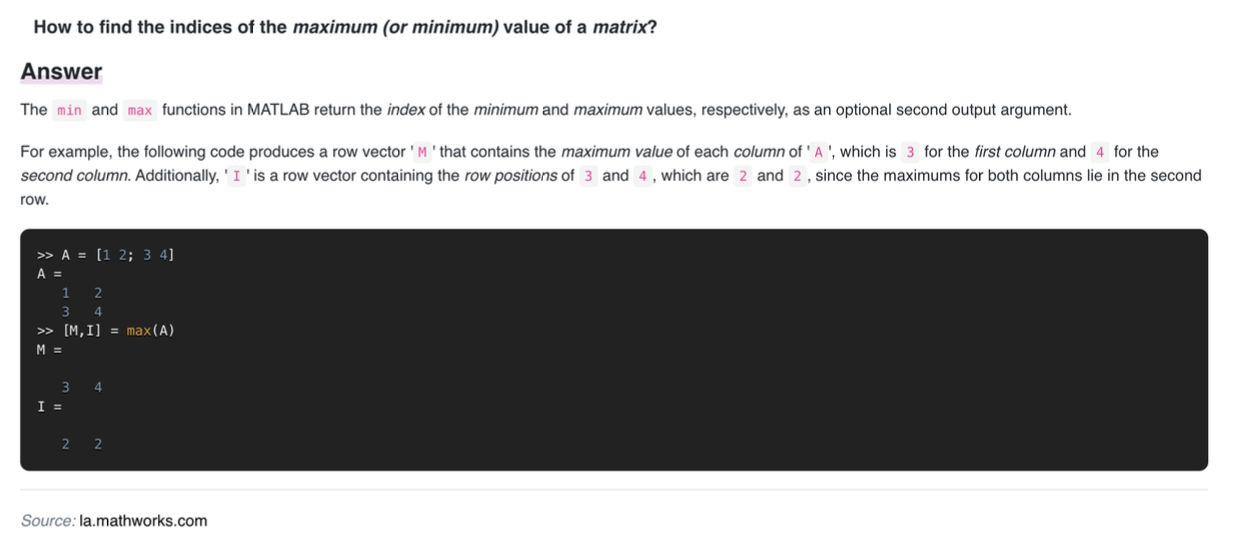 How to find the indices of the maximum (or minimum) value of a matrix?
Answer
The min and max functions in MATLAB return the index of the minimum and maximum values, respectively, as an optional second output argument.
For example, the following code produces a row vector ' M ' that contains the maximum value of each column of ' A ', which is 3 for the first column and 4 for the
second column. Additionally, ' I ' is a row vector containing the row positions of 3 and 4 , which are 2 and 2 , since the maximums for both columns lie in the second
row.
>> A = [1 2; 3 4]
A =
1 2
3 4
>> [M,I] = max(A)
M =
3 4
I =
2 2
Source: la.mathworks.com